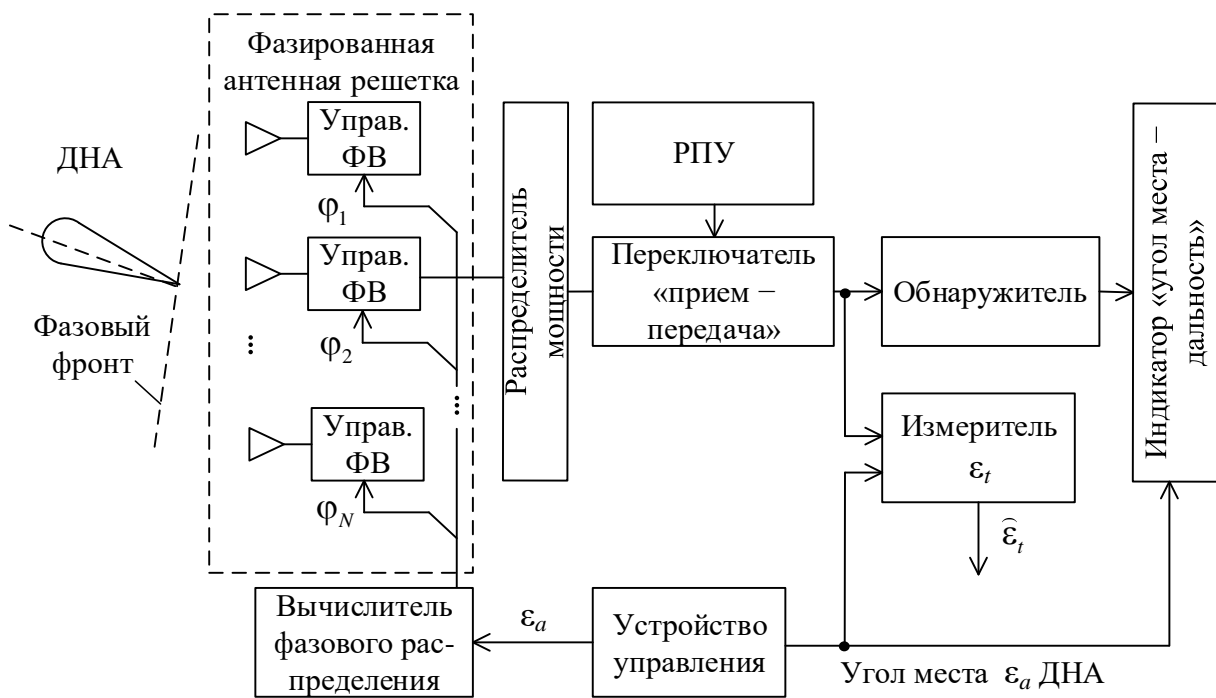 Фазированная
антенная решетка
ДНА
Фазовый
фронт
Управ.
ФВ
φ1
Управ.
ФВ
φ2
...
...
Управ.
ФВ
φN
Распределитель
мощности
РПУ
Переключатель
«прием –
передача»
Обнаружитель
Измеритель
εt
ε̂t
Индикатор «угол места –
дальность»
Вычислитель
фазового рас-
пределения
εa
Устройство
управления
Угол места εa ДНА